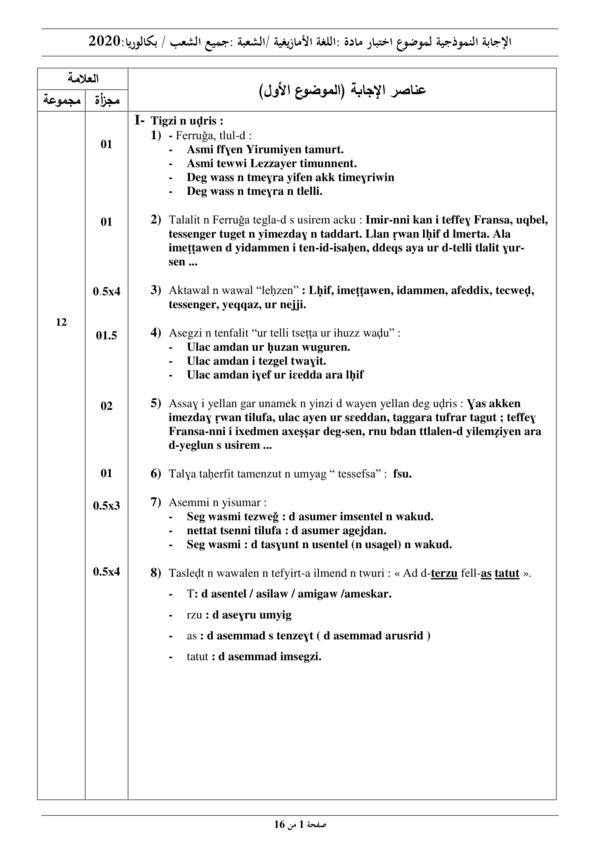 الإجابة النموذجية لموضوع اختبار مادة :اللغة الأمازيغية /الشعبة :جميع الشعب / بكالوريا:2020
العلامة
عناصر الإجابة (الموضوع الأول)
مجموعة
مجزأة
I- Tigzi n uḍris :
1) - Ferruǧa, tlul-d :
01
- Asmi ffɣen Yirumiyen tamurt.
- Asmi tewwi Lezzayer timunnent.
- Deg wass n tmeɣra yifen akk timeɣriwin
- Deg wass n tmeɣra n tlelli.
01
2) Talalit n Ferruǧa tegla-d s usirem acku : Imir-nni kan i teffeɣ Fransa, uqbel,
tessenger tuget n yimezdaɣ n taddart. Llan ṛwan lḥif d lmerta. Ala
imeṭṭawen d yidammen i ten-id-isaḥen, ddeqs aya ur d-telli tlalit ɣur-
sen ...
0.5x4
3) Aktawal n wawal “leḥzen” : Lḥif, imeṭṭawen, idammen, afeddix, tecweḍ,
tessenger, yeqqaz, ur nejji.
12
01.5
4) Asegzi n tenfalit “ur telli tseṭṭa ur ihuzz waḍu” :
- Ulac amdan ur ḥuzan wuguren.
- Ulac amdan i tezgel twaɣit.
- Ulac amdan iɣef ur iɛedda ara lḥif
02
5) Assaɣ i yellan gar unamek n yinzi d wayen yellan deg uḍris : Ɣas akken
imezdaɣ ṛwan tilufa, ulac ayen ur sɛeddan, taggara tufrar tagut ; teffeɣ
Fransa-nni i ixedmen axeṣṣar deg-sen, rnu bdan ttlalen-d yilemẓiyen ara
d-yeglun s usirem ...
01
6) Talɣa taḥerfit tamenzut n umyag “ tessefsa” : fsu.
0.5x3
7) Asemmi n yisumar :
- Seg wasmi tezweǧ : d asumer imsentel n wakud.
- nettat tsenni tilufa : d asumer agejdan.
- Seg wasmi : d tasɣunt n usentel (n usagel) n wakud.
0.5x4
8) Tasleḍt n wawalen n tefyirt-a ilmend n twuri : « Ad d-terzu fell-as tatut ».
- T: d asentel / asilaw / amigaw /ameskar.
- rzu : d aseɣru umyig
- as : d asemmad s tenzeɣt ( d asemmad arusrid )
- tatut : d asemmad imsegzi.
صفحة 1 من 16